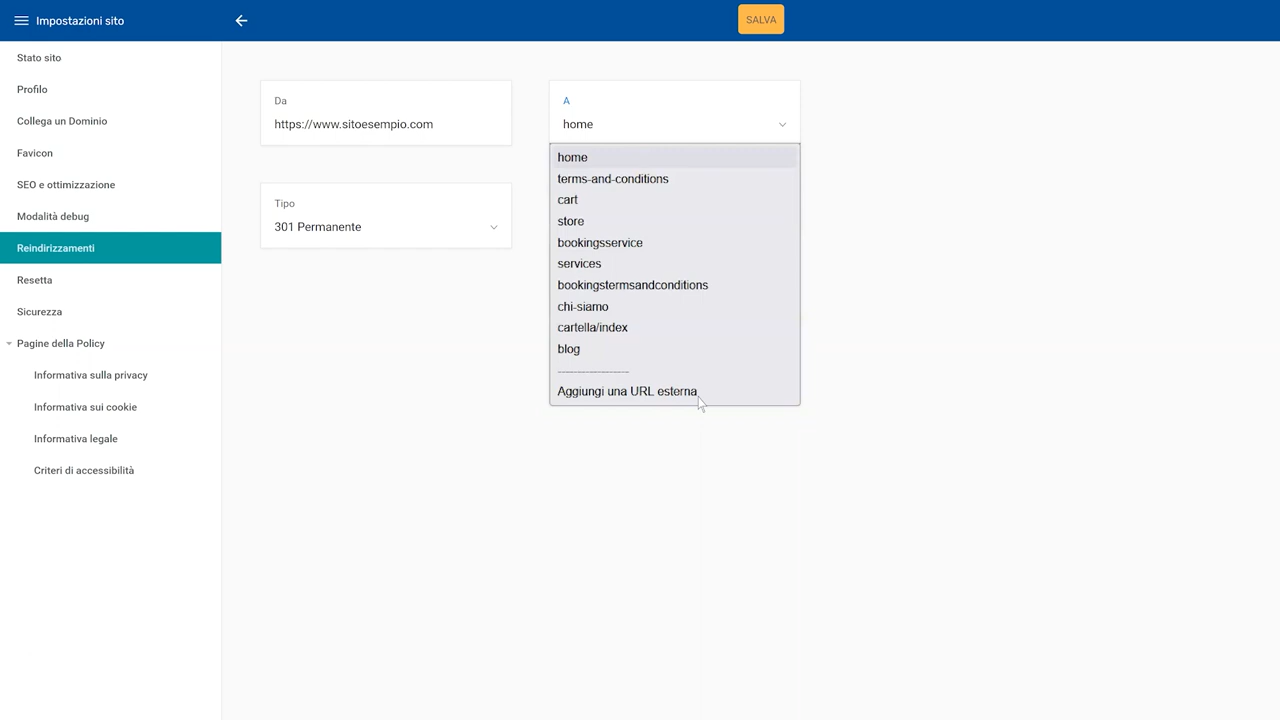 Impostazioni sito
SALVA
Stato sito
Profilo
Collega un Dominio
Favicon
SEO e ottimizzazione
Modalità debug
Reindirizzamenti
Resetta
Sicurezza
Pagine della Policy
Informativa sulla privacy
Informativa sui cookie
Informativa legale
Criteri di accessibilità
Da
https://www.sitoesempio.com
Tipo
301 Permanente
A
home
home
terms-and-conditions
cart
store
bookingsservice
services
bookingstermsandconditions
chi-siamo
cartella/index
blog
--------------------
Aggiungi una URL esterna